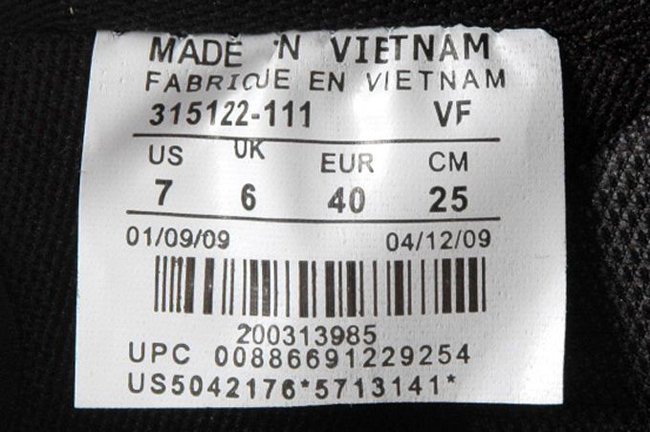 MADE IN VIETNAM
FABRIQUE EN VIETNAM
315122-111 VF
US UK EUR CM
7 6 40 25
01/09/09 04/12/09
200313985
UPC 00886691229254
US5042176*5713141*